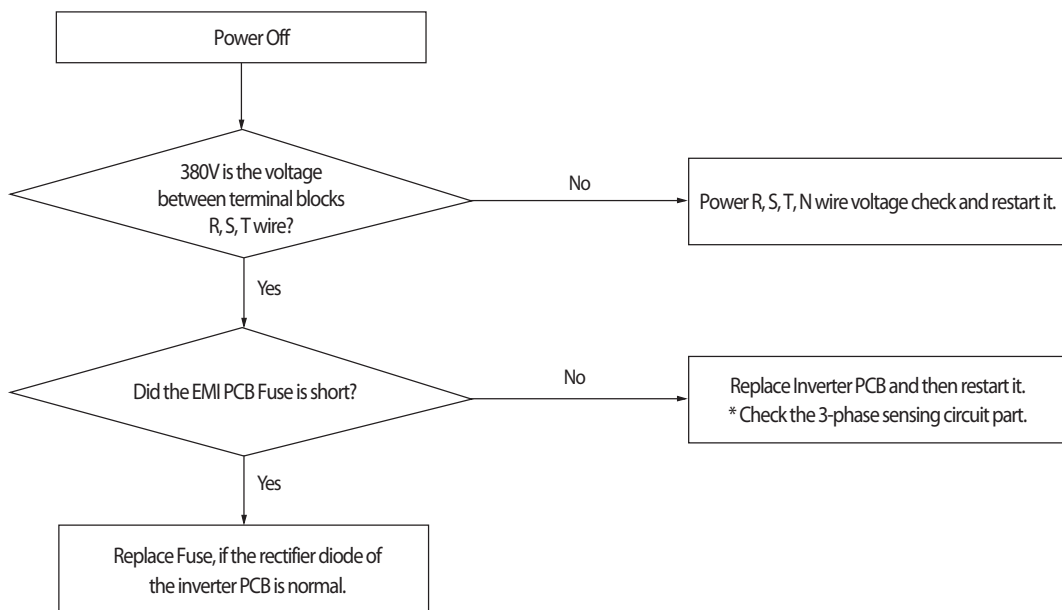 Power Off
380V is the voltage
between terminal blocks
R, S, T wire?
No
Power R, S, T, N wire voltage check and restart it.
Yes
Did the EMI PCB Fuse is short?
No
Replace Inverter PCB and then restart it.
* Check the 3-phase sensing circuit part.
Yes
Replace Fuse, if the rectifier diode of
the inverter PCB is normal.